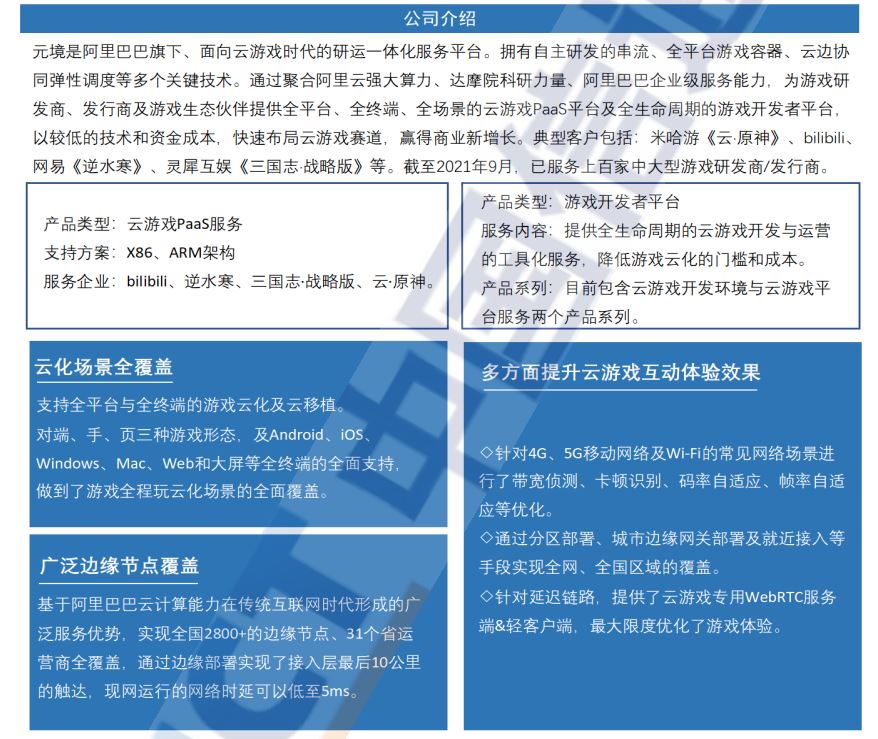 公司介绍
元境是阿里巴巴旗下、面向云游戏时代的研运一体化服务平台。拥有自主研发的串流、全平台游戏容器、云边协
同弹性调度等多个关键技术。通过聚合阿里云强大算力、达摩院科研力量、阿里巴巴企业级服务能力，为游戏研
发商、发行商及游戏生态伙伴提供全平台、全终端、全场景的云游戏PaaS平台及全生命周期的游戏开发者平台，
以较低的技术和资金成本，快速布局云游戏赛道，赢得商业新增长。典型客户包括：米哈游《云·原神》、bilibili、
网易《逆水寒》、灵犀互娱《三国志·战略版》等。截至2021年9月，已服务上百家中大型游戏研发商/发行商。
产品类型：云游戏PaaS服务
支持方案：X86、ARM架构
服务企业：bilibili、逆水寒、三国志·战略版、云·原神。
产品类型：游戏开发者平台
服务内容：提供全生命周期的云游戏开发与运营
的工具化服务，降低游戏云化的门槛和成本。
产品系列：目前包含云游戏开发环境与云游戏平
台服务两个产品系列。
云化场景全覆盖
支持全平台与全终端的游戏云化及云移植。
对端、手、页三种游戏形态，及Android、iOS、
Windows、Mac、Web和大屏等全终端的全面支持，
做到了游戏全程玩云化场景的全面覆盖。
广泛边缘节点覆盖
基于阿里巴巴云计算能力在传统互联网时代形成的广
泛服务优势，实现全国2800+的边缘节点、31个省运
营商全覆盖，通过边缘部署实现了接入层最后10公里
的触达，现网运行的网络时延可以低至5ms。
多方面提升云游戏互动体验效果
◇针对4G、5G移动网络及Wi-Fi的常见网络场景进
行了带宽侦测、卡顿识别、码率自适应、帧率自适
应等优化。
◇通过分区部署、城市边缘网关部署及就近接入等
手段实现全网、全国区域的覆盖。
◇针对延迟链路，提供了云游戏专用WebRTC服务
端&轻客户端，最大限度优化了游戏体验。
CT中国信通